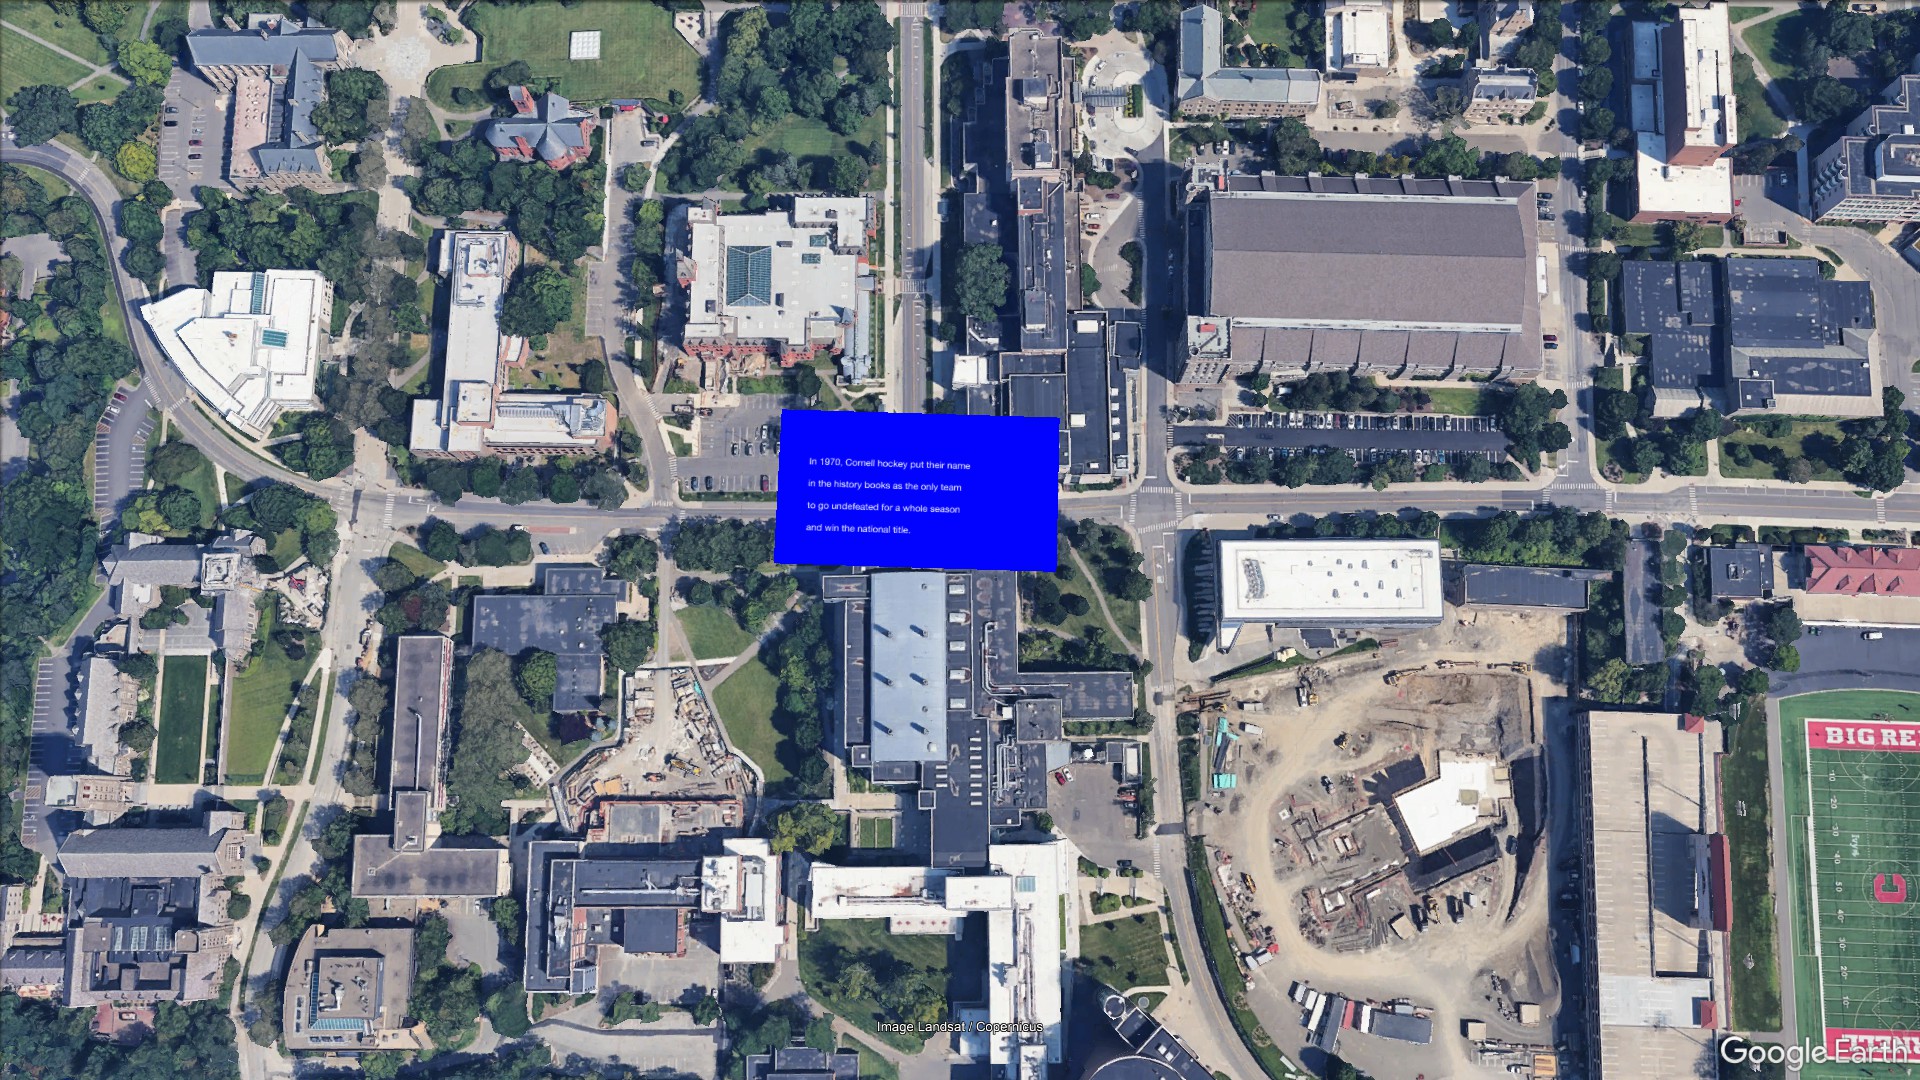 In 1970, Cornell hockey put their name
in the history books as the only team
to go undefeated for a whole season
and win the national title.
BIG RE
Image Landsat / Copernicus
Google Earth